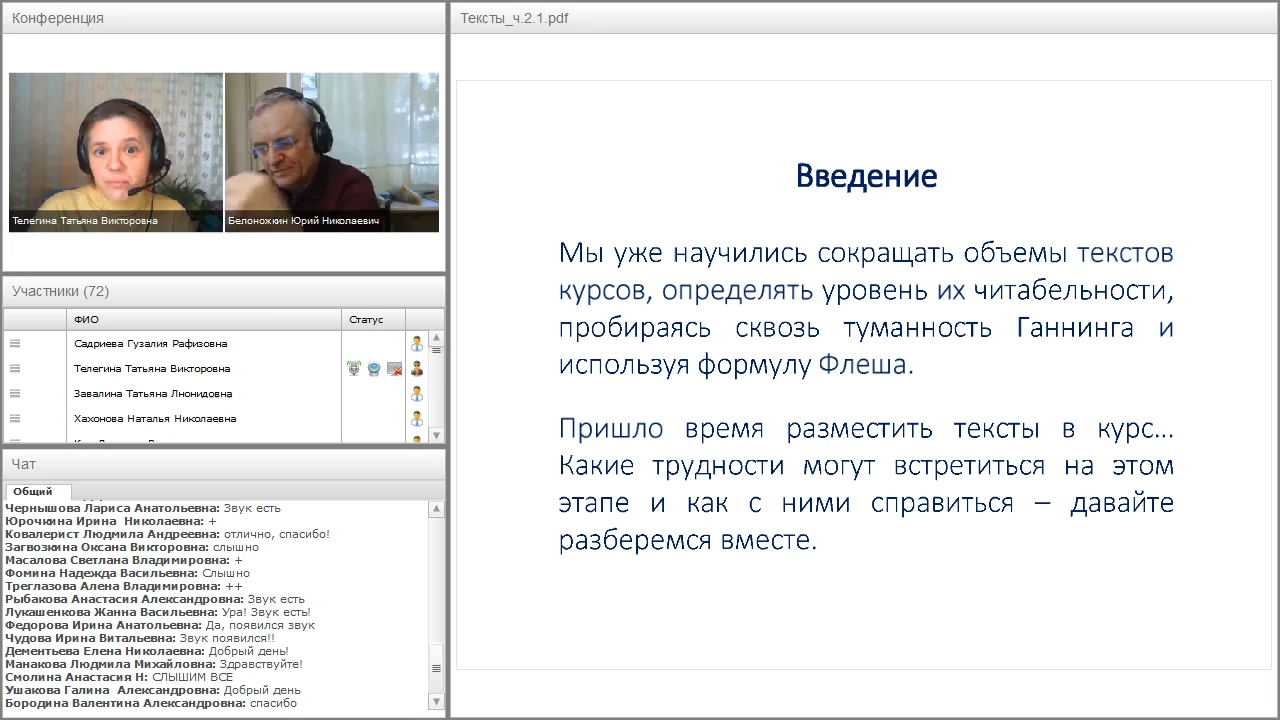 Конференция
Телегина Татьяна Викторовна
Белоножкин Юрий Николаевич
Участники (72)
ФИО
Статус
Садриева Гузалия Рафизовна
Телегина Татьяна Викторовна
Завалина Татьяна Лнонидовна
Хахонова Наталья Николаевна
Чат
Общий
Чернышова Лариса Анатольевна: Звук есть
Юрочкина Ирина Николаевна: +
Ковалерист Людмила Андреевна: отлично, спасибо!
Загвозкина Оксана Викторовна: слышно
Масалова Светлана Владимировна: +
Фомина Надежда Васильевна: Слышно
Треглазова Алена Владимировна: ++
Рыбакова Анастасия Александровна: Звук есть
Лукашенкова Жанна Васильевна: Ура! Звук есть!
Федорова Ирина Анатольевна: Да, появился звук
Чудова Ирина Витальевна: Звук появился!!
Дементьева Елена Николаевна: Добрый день!
Манакова Людмила Михайловна: Здравствуйте!
Смолина Анастасия Н: СЛЫШИМ ВСЕ
Ушакова Галина Александровна: Добрый день
Бородина Валентина Александровна: спасибо
Тексты_ч.2.1.pdf
Введение
Мы уже научились сокращать объемы текстов
курсов, определять уровень их читабельности,
пробираясь сквозь туманность Ганнинга и
используя формулу Флеша.
Пришло время разместить тексты в курс...
Какие трудности могут встретиться на этом
этапе и как с ними справиться – давайте
разберемся вместе.